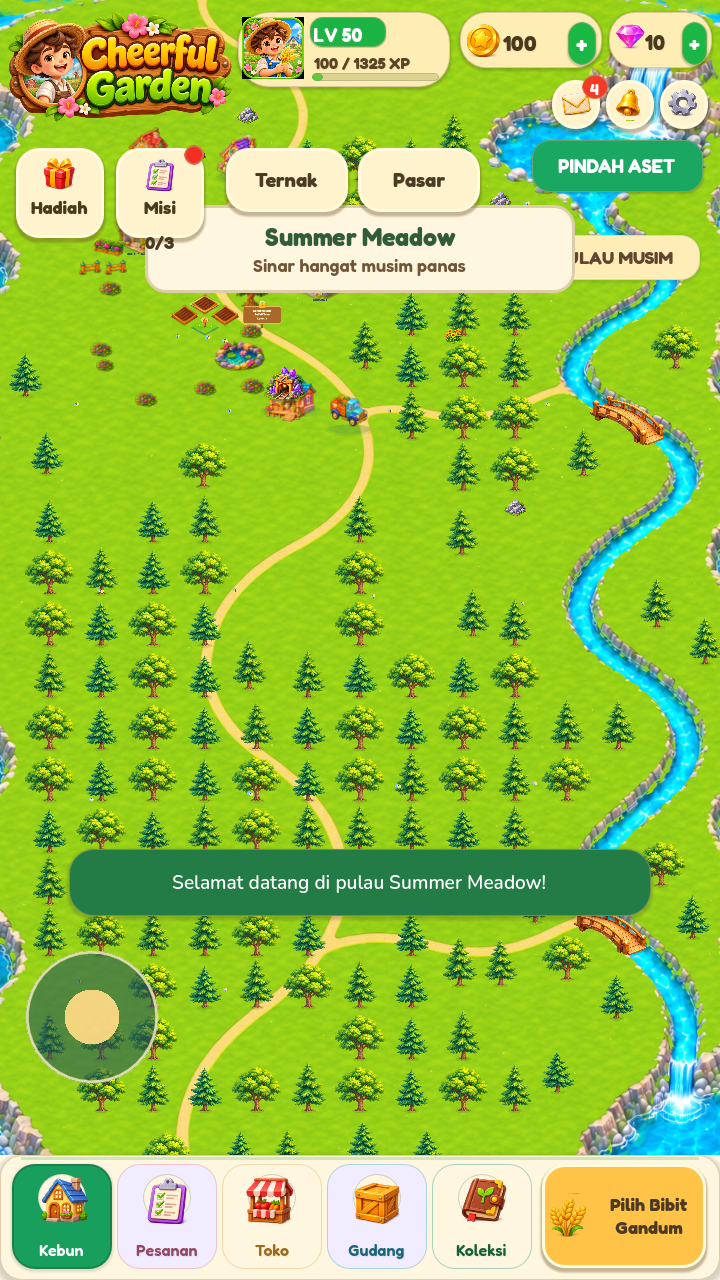 Cheerful
Garden
LV 50
100 / 1325 XP
100
+
10
+
4
Hadiah
Misi
0/3
Ternak
Pasar
PINDAH ASET
Summer Meadow
Sinar hangat musim panas
ULAU MUSIM
Selamat datang di pulau Summer Meadow!
Kebun
Pesanan
Toko
Gudang
Koleksi
Pilih Bibit
Gandum